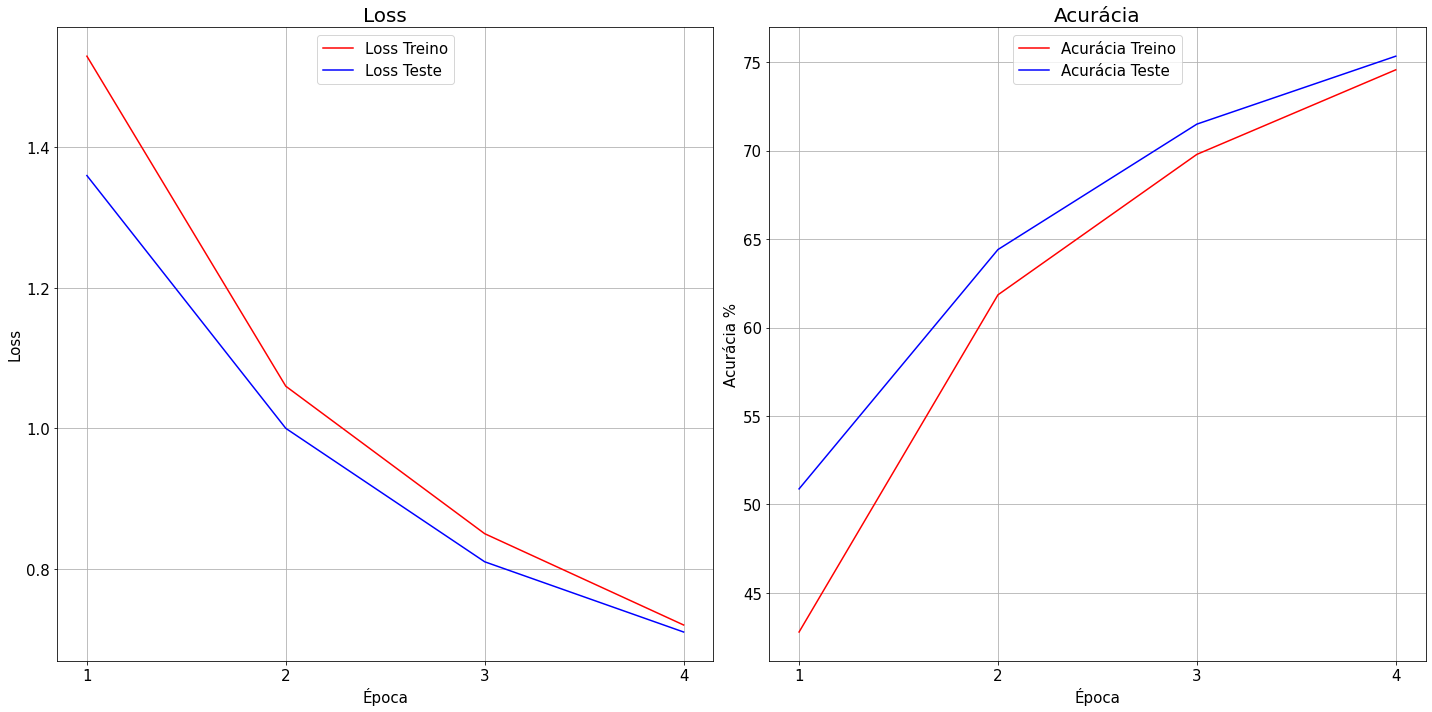 Loss
Loss Treino
Loss Teste
1.4
1.2
1.0
0.8
Loss
1
2
3
4
Época
Acurácia
Acurácia Treino
Acurácia Teste
75
70
65
60
55
50
45
Acurácia %
1
2
3
4
Época